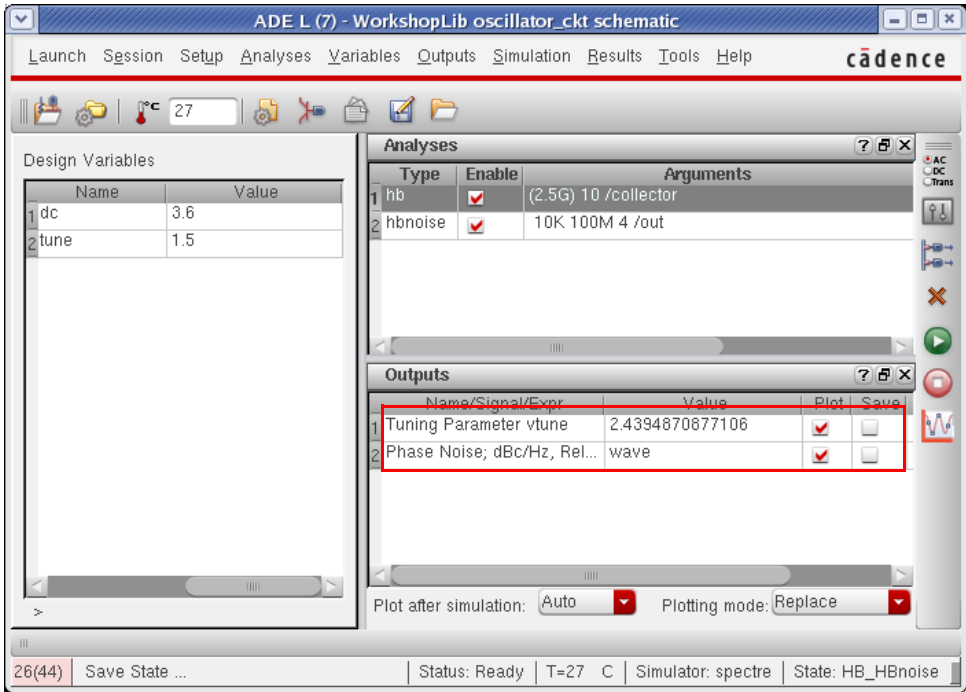 ADE L (7) - WorkshopLib oscillator_ckt schematic
Launch Session Setup Analyses Variables Outputs Simulation Results Tools Help cādence
°C 27
Design Variables
Name Value
1 dc 3.6
2 tune 1.5
>
Analyses
Type Enable Arguments
1 hb (2.5G) 10 /collector
2 hbnoise 10K 100M 4 /out
AC
DC
Trans
Outputs
Name/Signal/Expr Value Plot Save
1 Tuning Parameter vtune 2.4394870877106
2 Phase Noise; dBc/Hz, Rel... wave
Plot after simulation: Auto Plotting mode: Replace
26(44) Save State ... Status: Ready T=27 C Simulator: spectre State: HB_HBnoise